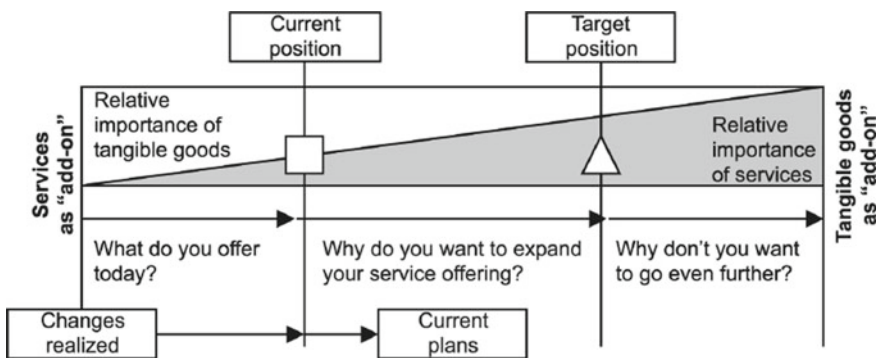 Current
position
Target
position
Services
as “add-on”
Relative
importance of
tangible goods
Relative
importance
of services
Tangible goods
as “add-on”
What do you offer
today?
Why do you want to expand
your service offering?
Why don’t you want
to go even further?
Changes
realized
Current
plans